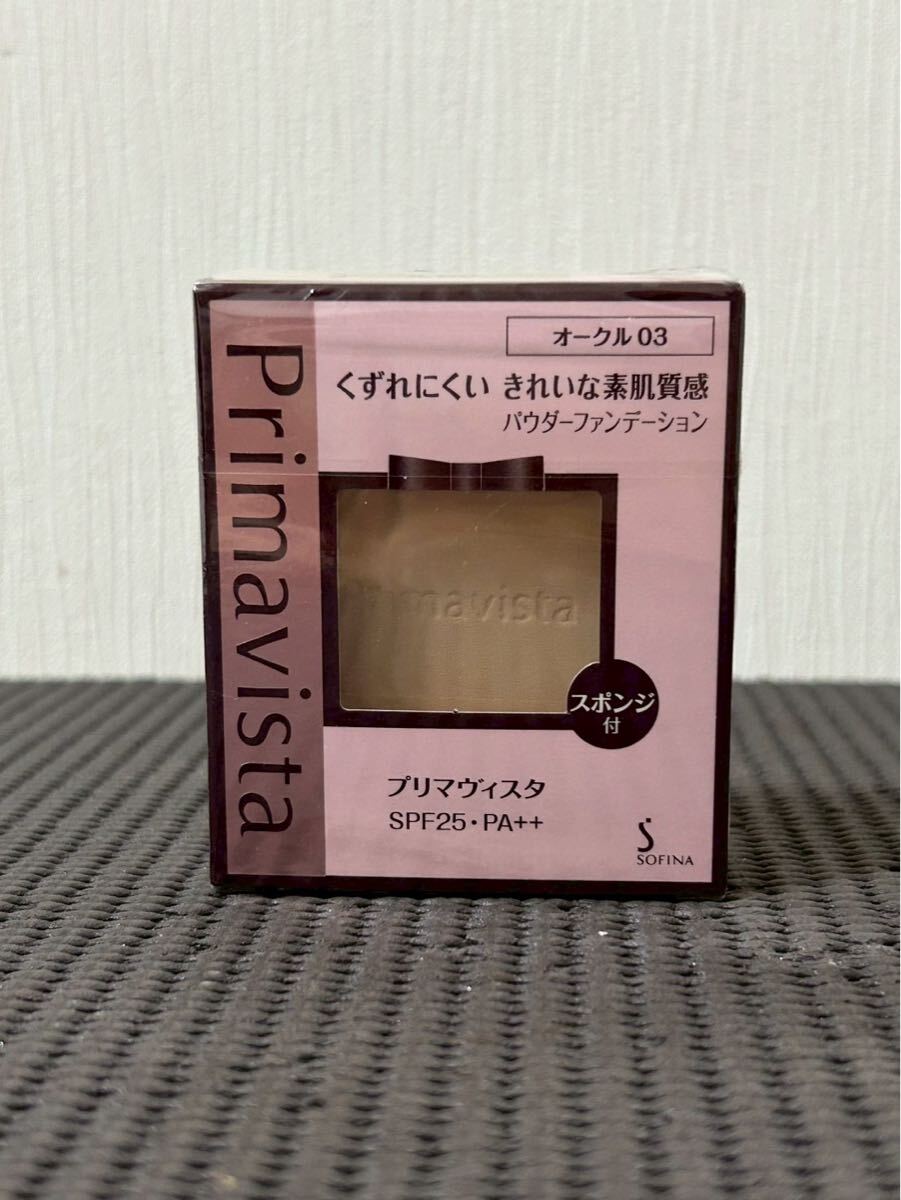 Primavista
オークル 03
くずれにくい きれいな素肌質感
パウダーファンデーション
mavista
スポンジ
付
プリマヴィスタ
SPF25・PA++
SOFINA